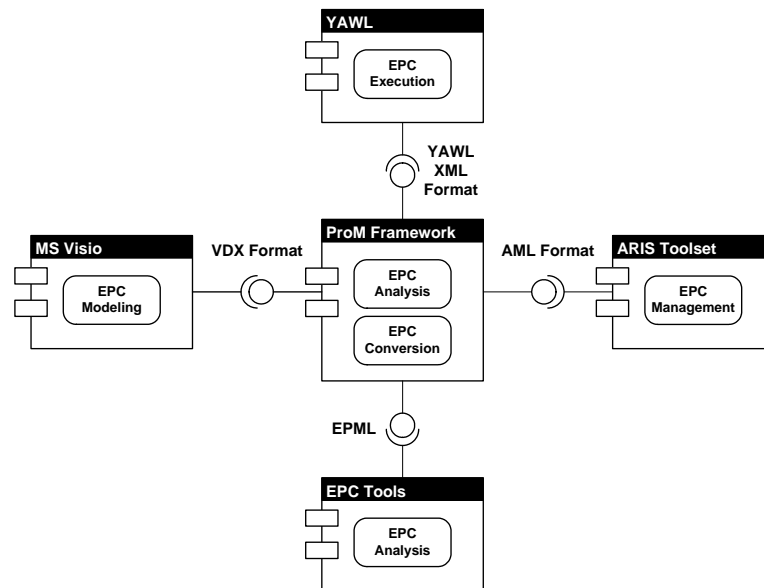 YAWL
EPC
Execution
YAWL
XML
Format
MS Visio
EPC
Modeling
VDX Format
ProM Framework
EPC
Analysis
EPC
Conversion
AML Format
ARIS Toolset
EPC
Management
EPML
EPC Tools
EPC
Analysis